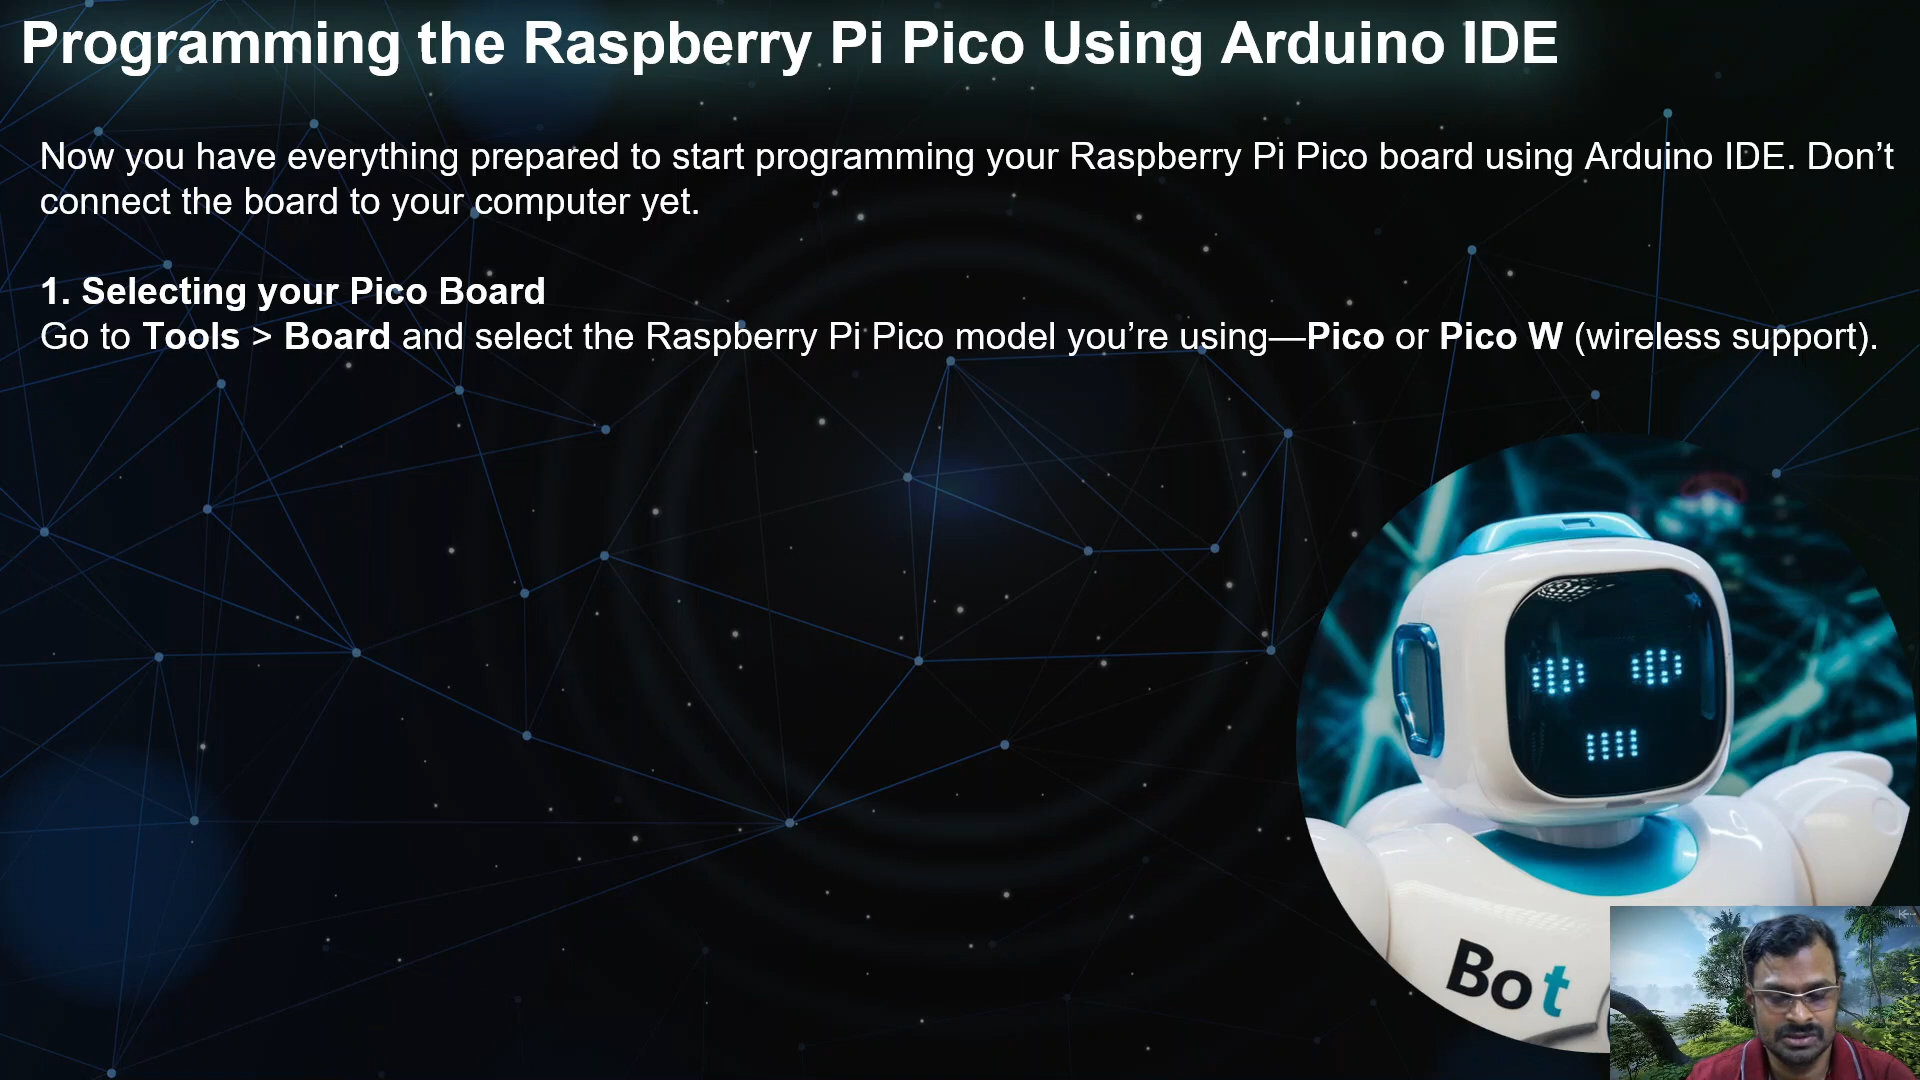 Programming the Raspberry Pi Pico Using Arduino IDE
Now you have everything prepared to start programming your Raspberry Pi Pico board using Arduino IDE. Don’t
connect the board to your computer yet.
1. Selecting your Pico Board
Go to Tools > Board and select the Raspberry Pi Pico model you’re using—Pico or Pico W (wireless support).
Bot